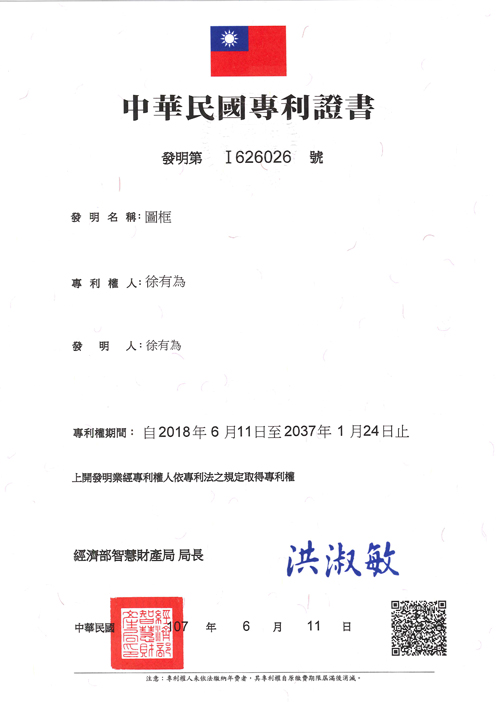 中華民國專利證書
發明第 I626026 號
發明名稱：圖框
專利權人：徐有為
發明人：徐有為
專利權期間：自2018年6月11日至2037年1月24日止
上開發明業經專利權人依專利法之規定取得專利權
經濟部智慧財產局 局長 洪淑敏
經濟部智慧財產局印
中華民國 107 年 6 月 11 日
注意：專利權人未依法繳納年費者，其專利權自原繳費期限屆滿後消滅。